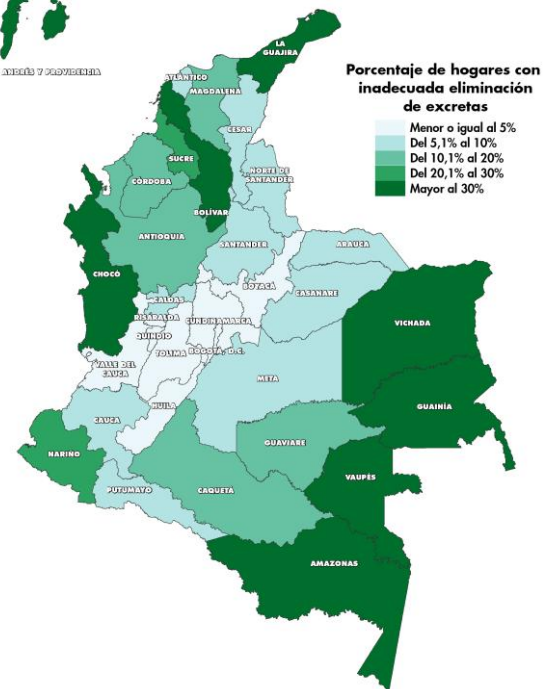 LA
GUAJIRA
ANDRÉS Y PROVIDENCIA
ATLÁNTICO
MAGDALENA
Porcentaje de hogares con
inadecuada eliminación
de excretas
Menor o igual al 5%
Del 5,1% al 10%
Del 10,1% al 20%
Del 20,1% al 30%
Mayor al 30%
CESAR
SUCRE
NORTE DE
SANTANDER
CÓRDOBA
BOLÍVAR
ANTIOQUIA
SANTANDER
ARAUCA
CHOCÓ
BOYACÁ
CASANARE
CALDAS
RISARALDA
CUNDINAMARCA
VICHADA
QUINDÍO
TOLIMA
BOGOTÁ, D.C.
VALLE DEL
CAUCA
META
HUILA
GUAINÍA
CAUCA
GUAVIARE
NARIÑO
VAUPÉS
PUTUMAYO
CAQUETÁ
AMAZONAS